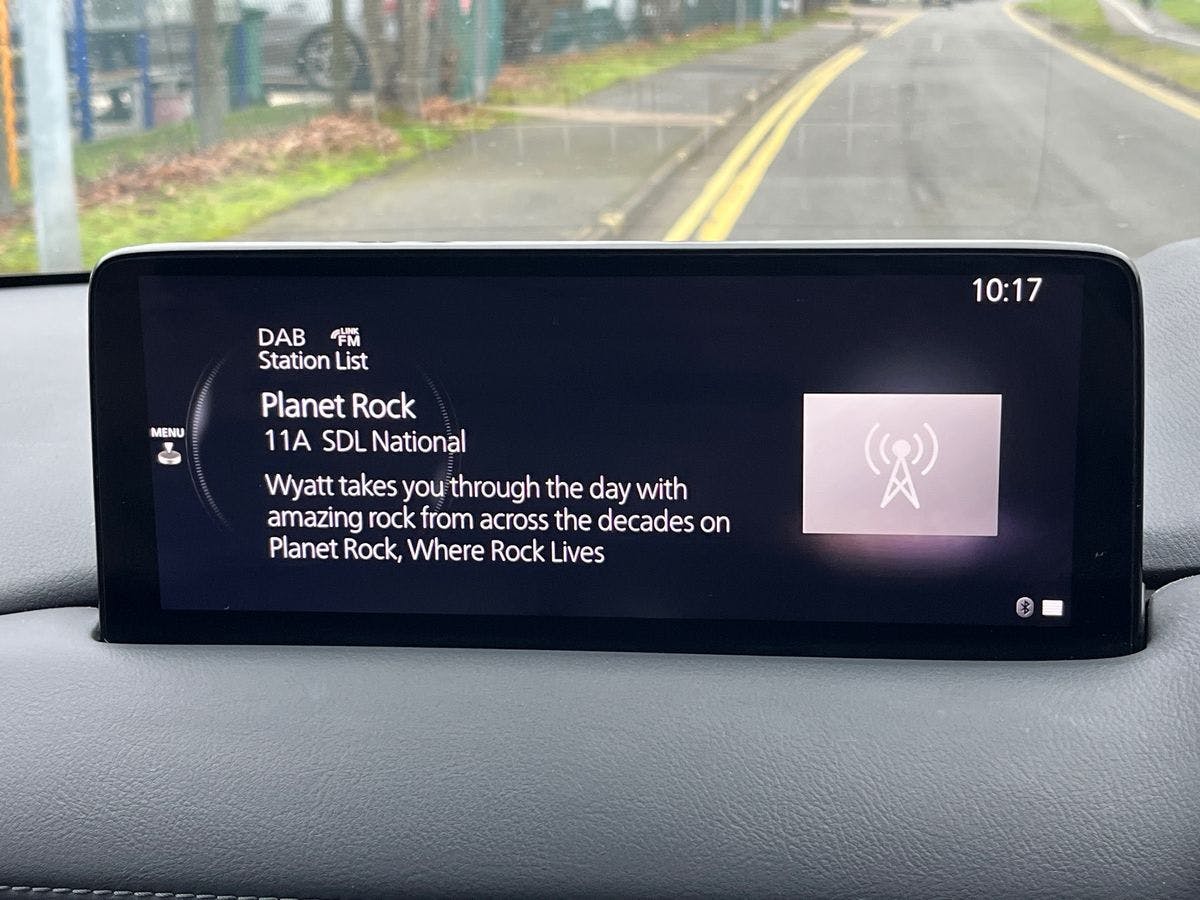 10:17
DAB LINK FM
Station List
Planet Rock
MENU
11A SDL National
Wyatt takes you through the day with
amazing rock from across the decades on
Planet Rock, Where Rock Lives